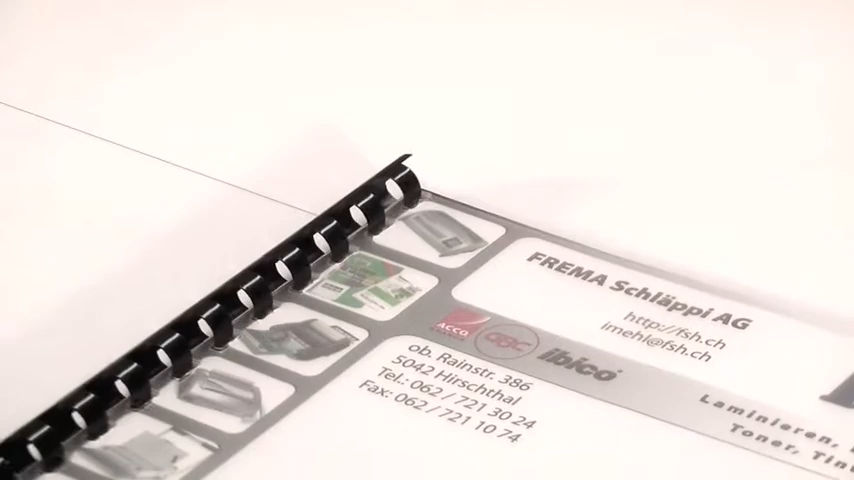 FREMA Schläppi AG
http://fsh.ch
imehl@fsh.ch
ACCO
GBC
ibico
ob. Rainstr. 386
5042 Hirschthal
Tel.: 062 / 721 30 24
Fax: 062 / 721 10 74
Laminieren,
Toner,